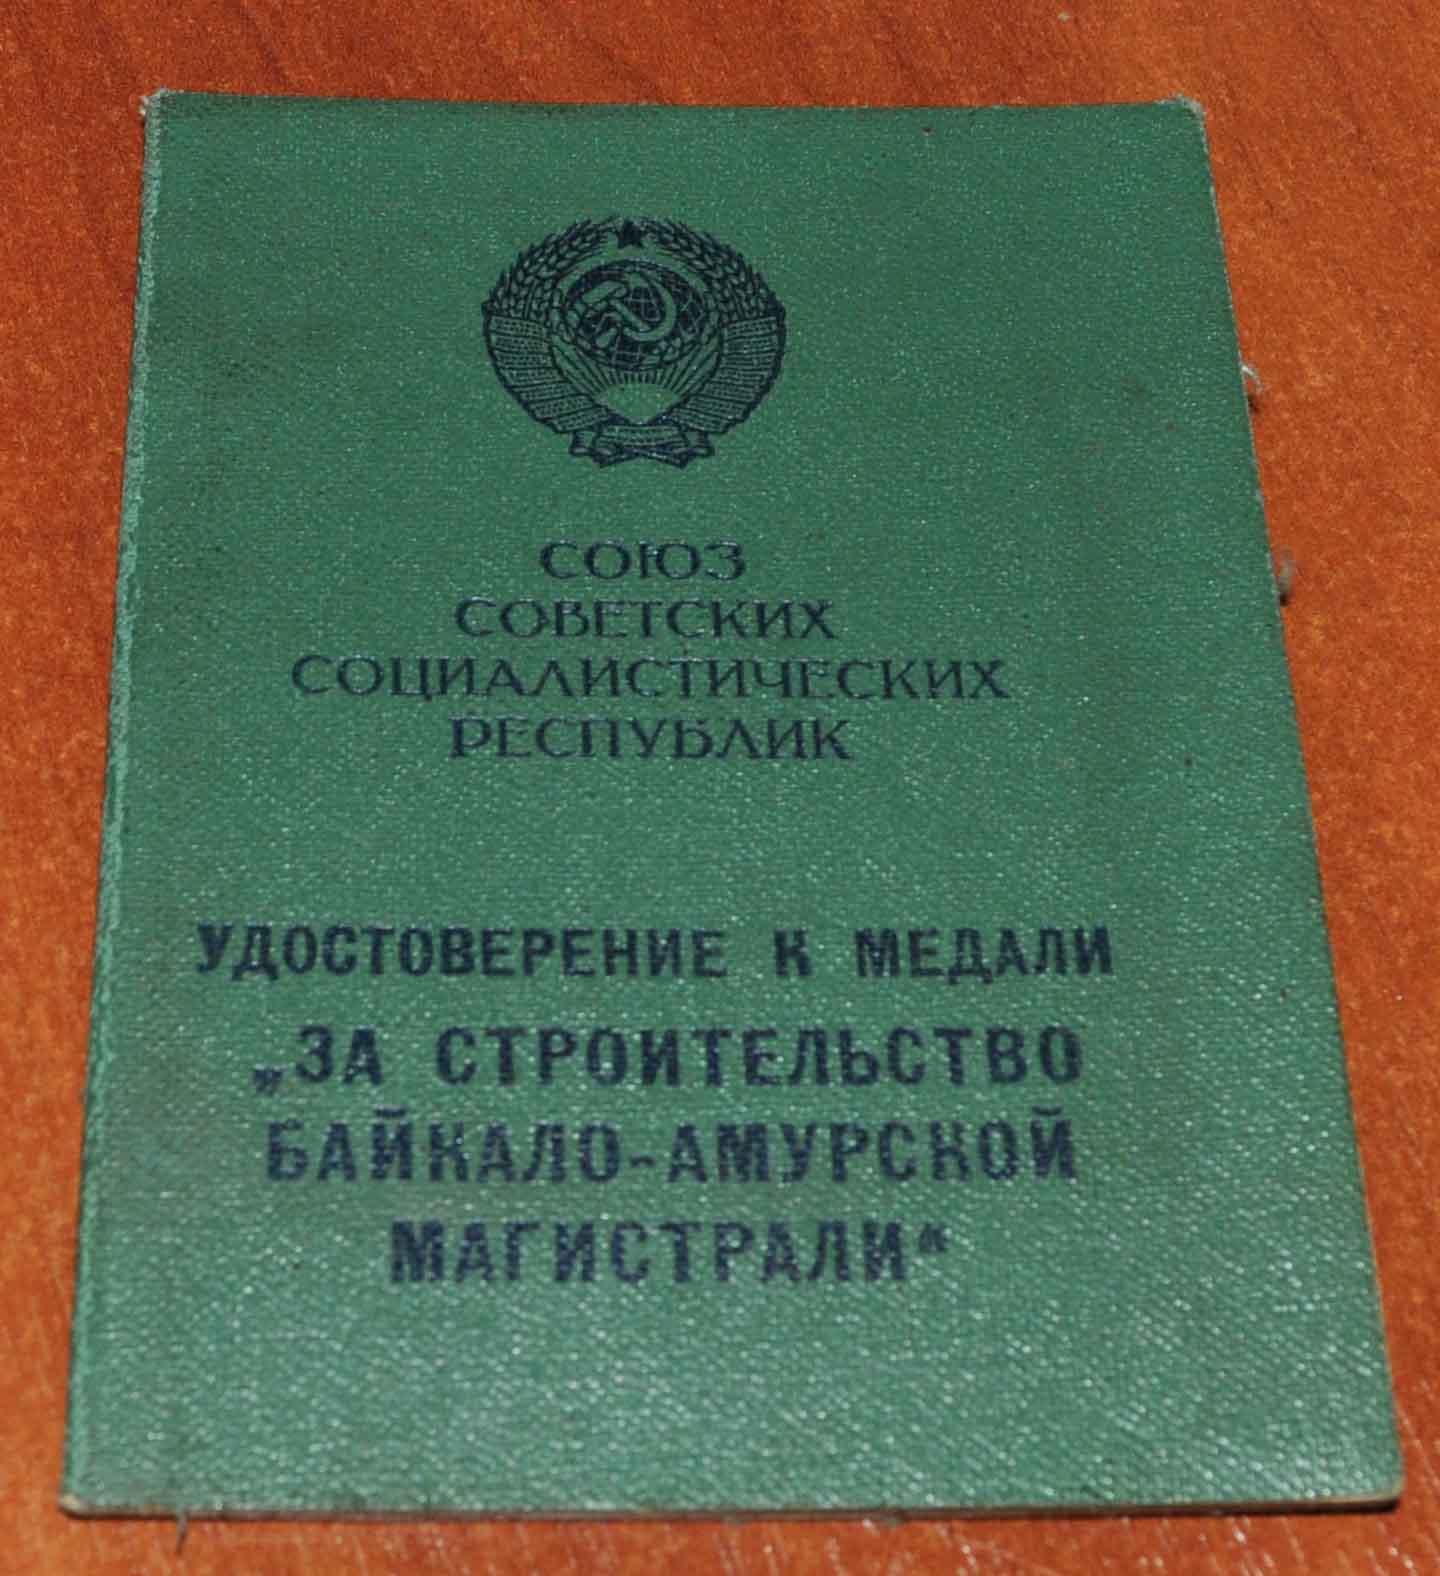 СОЮЗ
СОВЕТСКИХ
СОЦИАЛИСТИЧЕСКИХ
РЕСПУБЛИК
УДОСТОВЕРЕНИЕ К МЕДАЛИ
„ЗА СТРОИТЕЛЬСТВО
БАЙКАЛО-АМУРСКОЙ
МАГИСТРАЛИ“